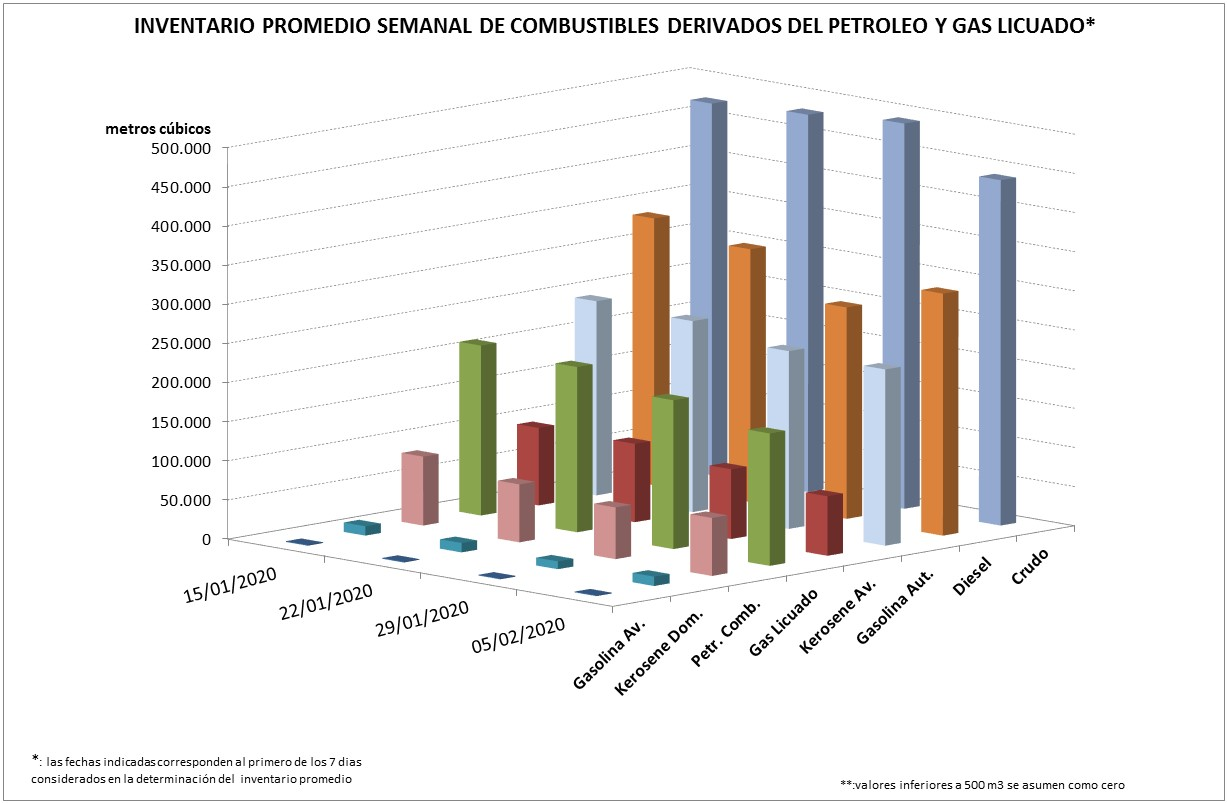 INVENTARIO PROMEDIO SEMANAL DE COMBUSTIBLES DERIVADOS DEL PETROLEO Y GAS LICUADO*
metros cúbicos
500.000
450.000
400.000
350.000
300.000
250.000
200.000
150.000
100.000
50.000
0
15/01/2020
22/01/2020
29/01/2020
05/02/2020
Gasolina Av.
Kerosene Dom.
Petr. Comb.
Gas Licuado
Kerosene Av.
Gasolina Aut.
Diesel
Crudo
*: las fechas indicadas corresponden al primero de los 7 dias
considerados en la determinación del inventario promedio
**:valores inferiores a 500 m3 se asumen como cero